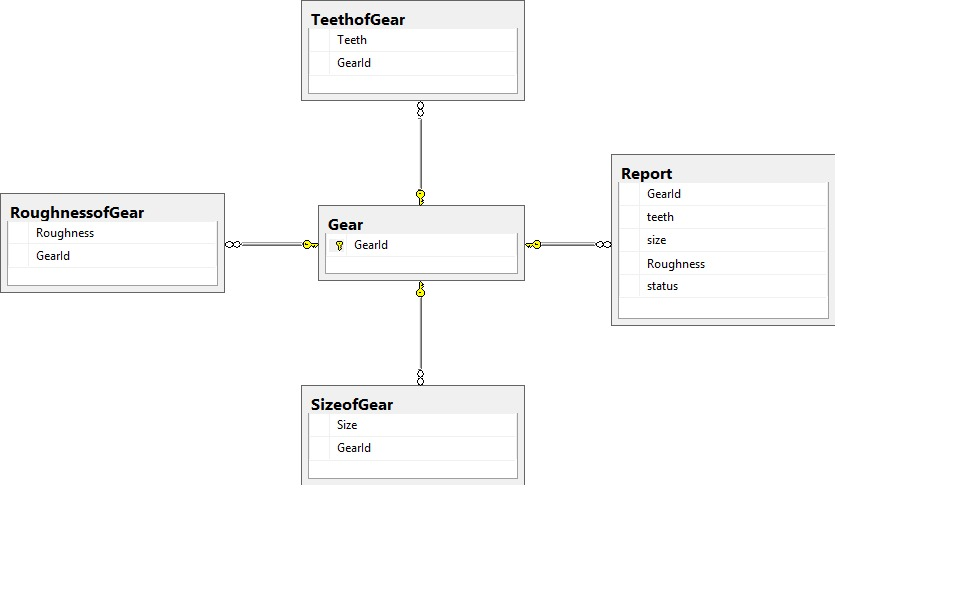 TeethofGear
Teeth
GearId
RoughnessofGear
Roughness
GearId
Gear
GearId
Report
GearId
teeth
size
Roughness
status
SizeofGear
Size
GearId